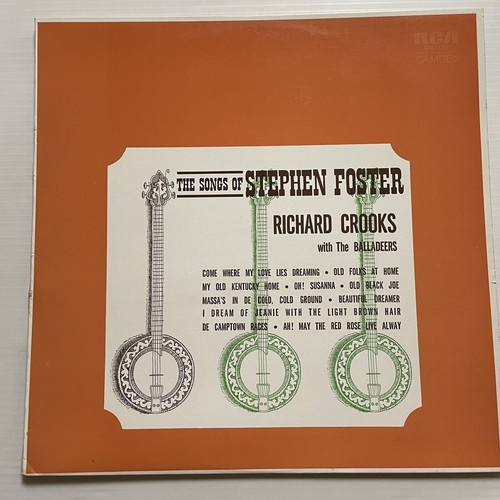 RCA
CAMDEN
THE SONGS OF STEPHEN FOSTER
RICHARD CROOKS
with The BALLADEERS
COME WHERE MY LOVE LIES DREAMING • OLD FOLKS AT HOME
MY OLD KENTUCKY HOME • OH! SUSANNA • OLD BLACK JOE
MASSA'S IN DE COLD, COLD GROUND • BEAUTIFUL DREAMER
I DREAM OF JEANIE WITH THE LIGHT BROWN HAIR
DE CAMPTOWN RACES • AH! MAY THE RED ROSE LIVE ALWAY